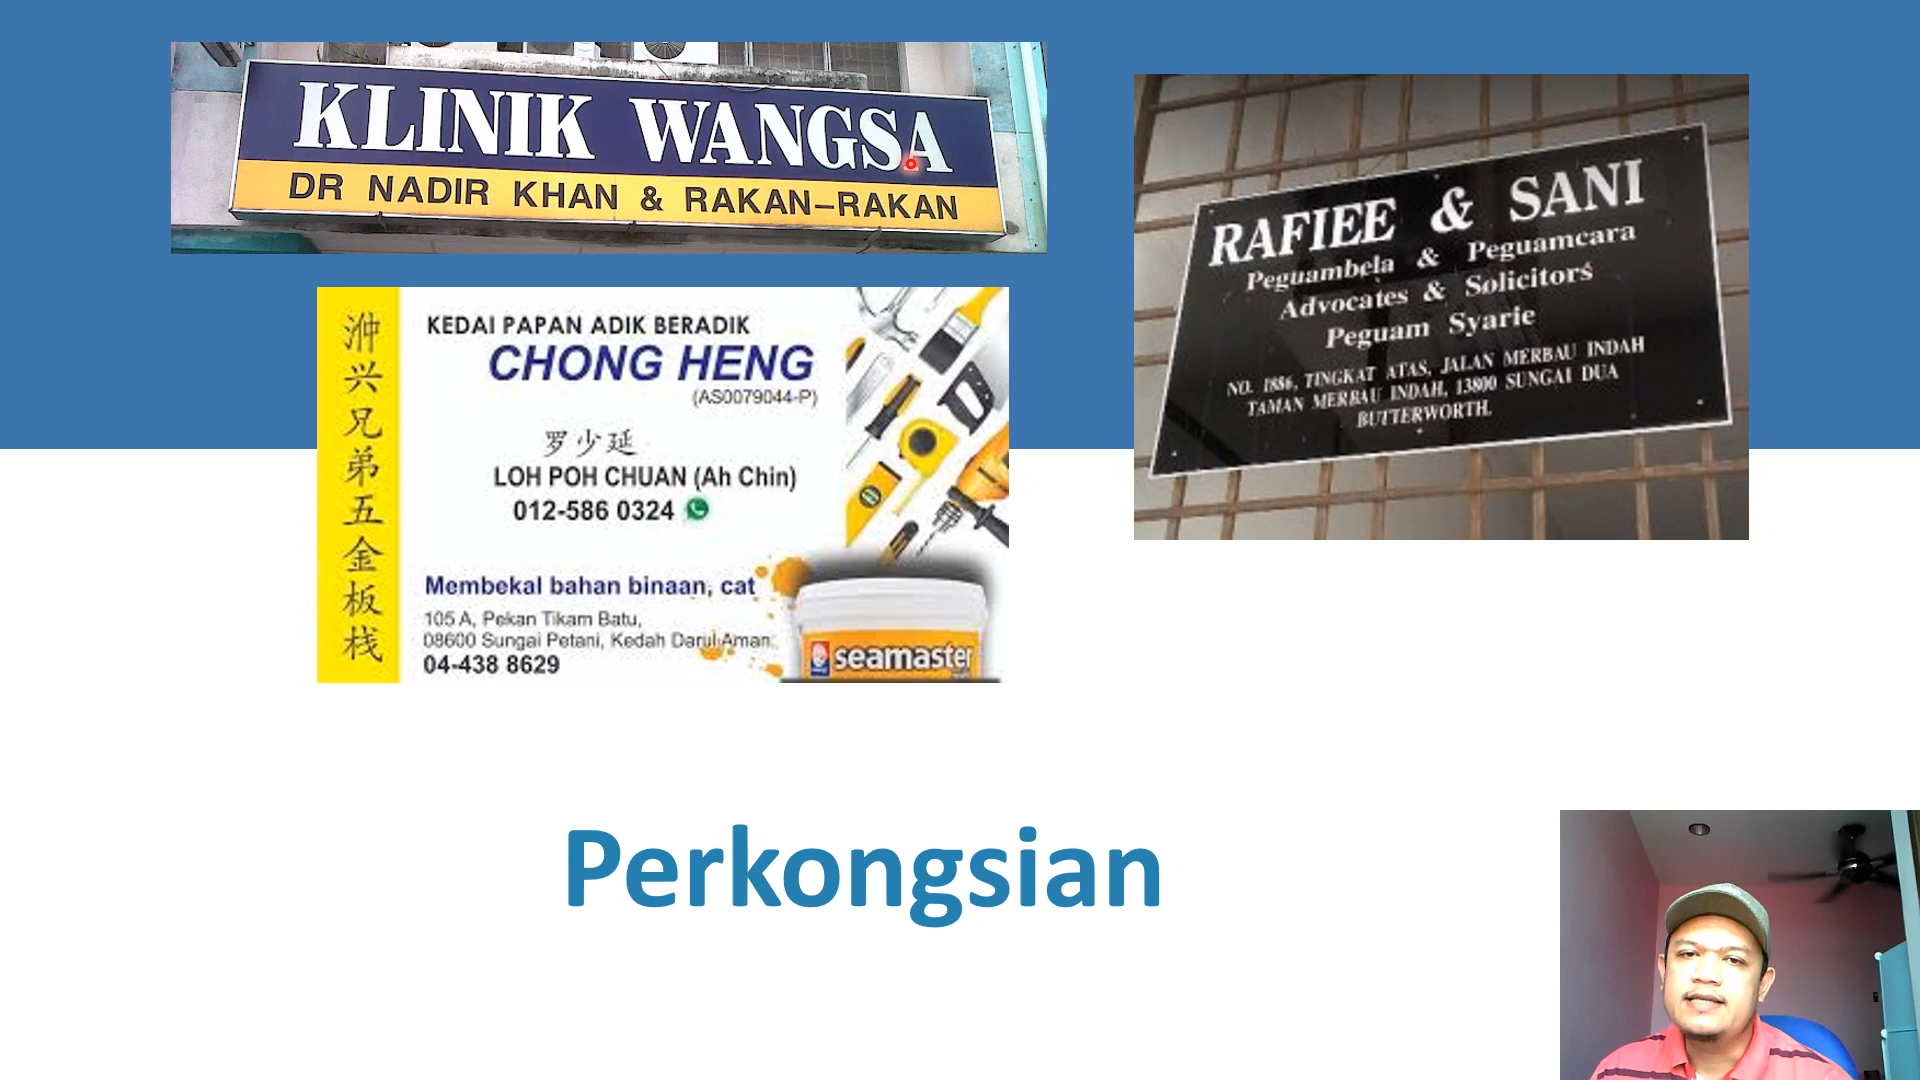 KLINIK WANGSA
DR NADIR KHAN & RAKAN-RAKAN
RAFIEE & SANI
Peguambela & Peguamcara
Advocates & Solicitors
Peguam Syarie
NO. 1886, TINGKAT ATAS, JALAN MERBAU INDAH
TAMAN MERBAU INDAH, 13800 SUNGAI DUA
BUTTERWORTH.
兴兄弟五金板栈
KEDAI PAPAN ADIK BERADIK
CHONG HENG
(AS0079044-P)
罗少延
LOH POH CHUAN (Ah Chin)
012-586 0324
Membekal bahan binaan, cat
105 A, Pekan Tikam Batu,
08600 Sungai Petani, Kedah Darul Aman.
04-438 8629
seamaster
Perkongsian